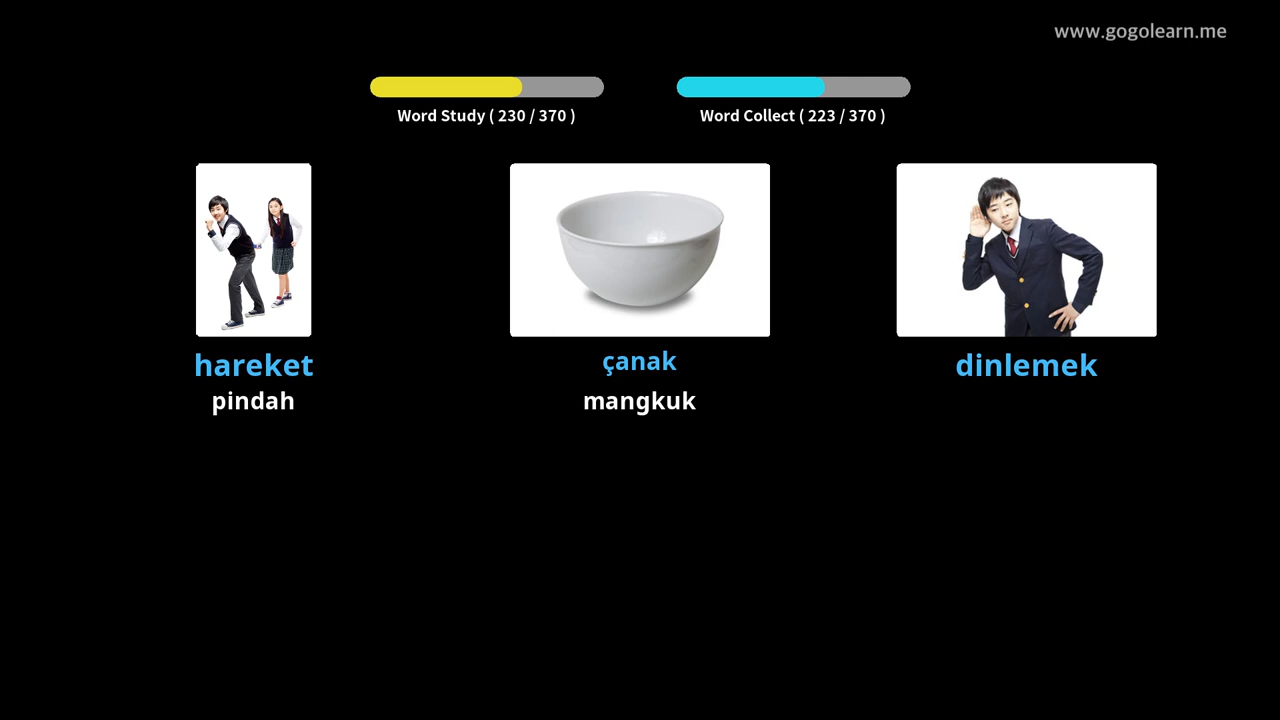 www.gogolearn.me
Word Study ( 230 / 370 )
Word Collect ( 223 / 370 )
hareket
pindah
çanak
mangkuk
dinlemek